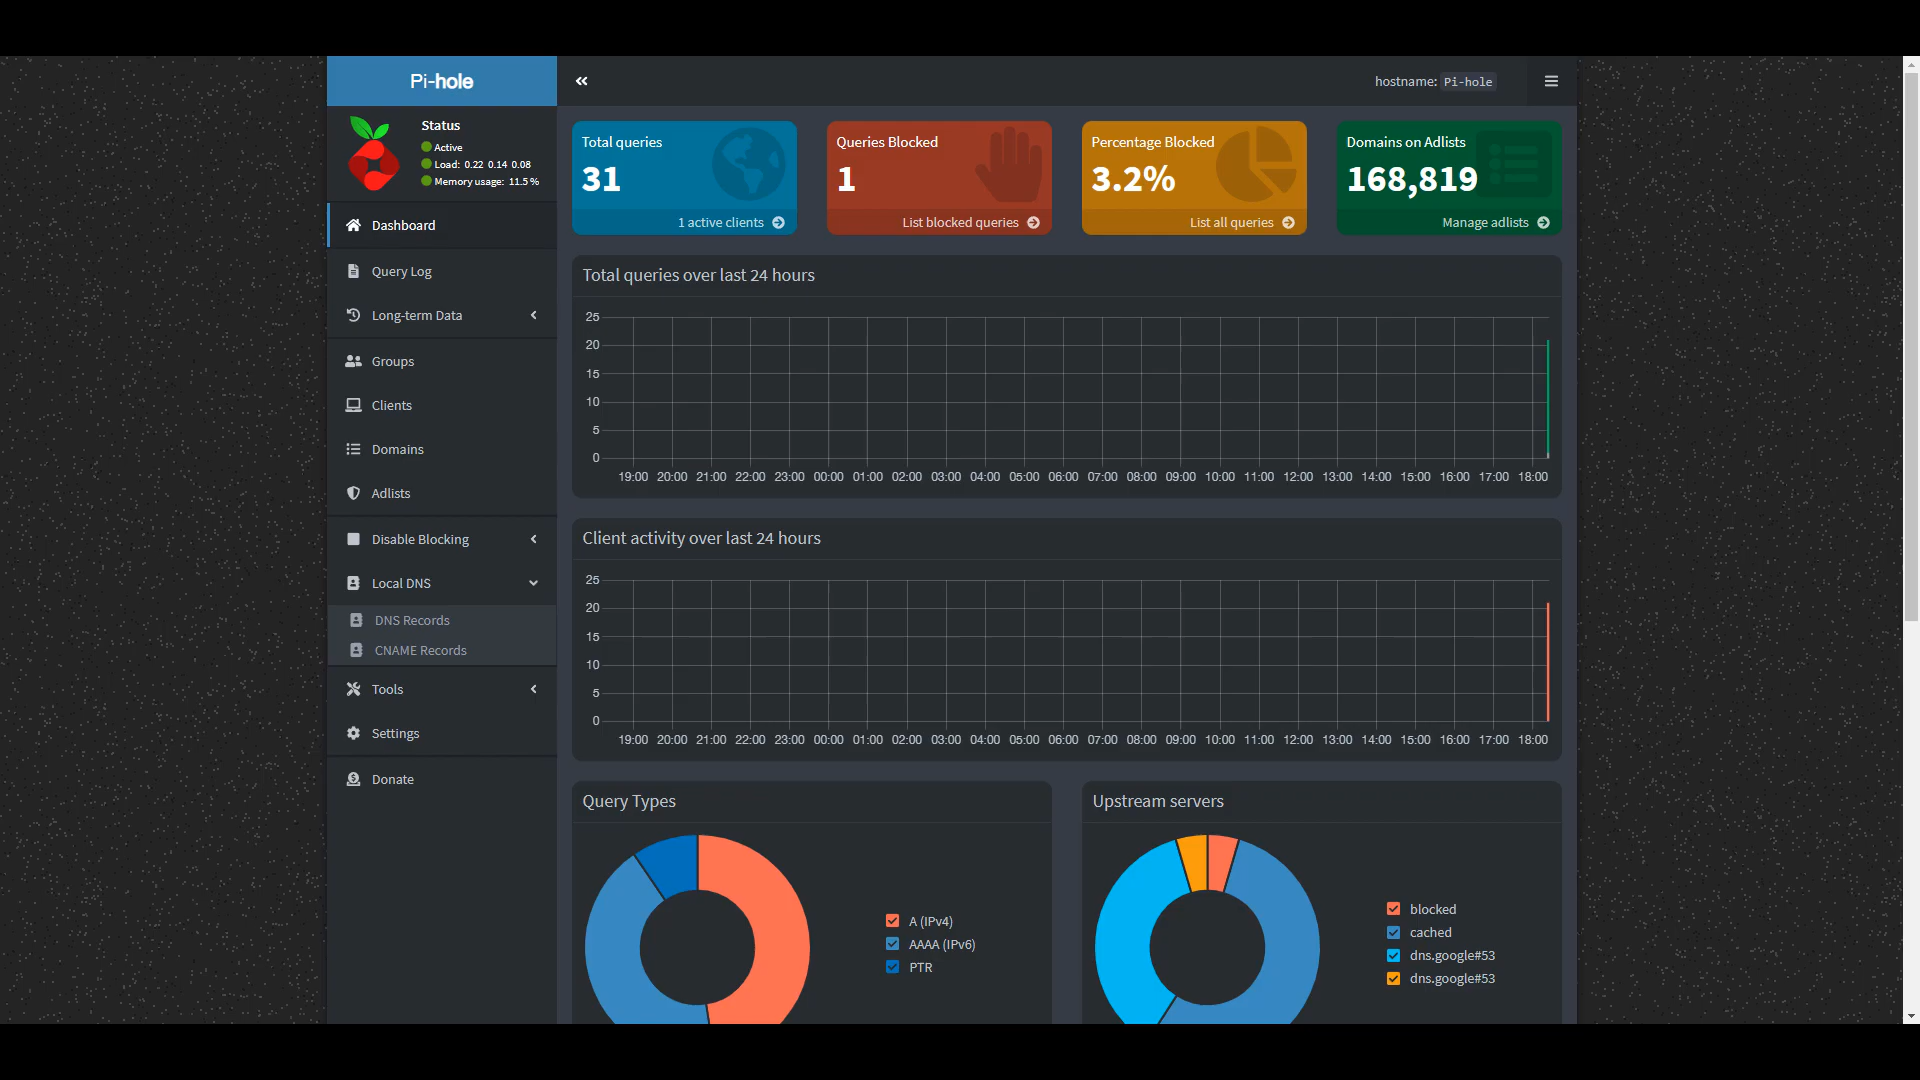 Pi-hole
hostname: Pi-hole
Status
Active
Load: 0.22 0.14 0.08
Memory usage: 11.5 %
Dashboard
Query Log
Long-term Data
Groups
Clients
Domains
Adlists
Disable Blocking
Local DNS
DNS Records
CNAME Records
Tools
Settings
Donate
Total queries
31
1 active clients
Queries Blocked
1
List blocked queries
Percentage Blocked
3.2%
List all queries
Domains on Adlists
168,819
Manage adlists
Total queries over last 24 hours
25
20
15
10
5
0
19:00 20:00 21:00 22:00 23:00 00:00 01:00 02:00 03:00 04:00 05:00 06:00 07:00 08:00 09:00 10:00 11:00 12:00 13:00 14:00 15:00 16:00 17:00 18:00
Client activity over last 24 hours
25
20
15
10
5
0
19:00 20:00 21:00 22:00 23:00 00:00 01:00 02:00 03:00 04:00 05:00 06:00 07:00 08:00 09:00 10:00 11:00 12:00 13:00 14:00 15:00 16:00 17:00 18:00
Query Types
A (IPv4)
AAAA (IPv6)
PTR
Upstream servers
blocked
cached
dns.google#53
dns.google#53